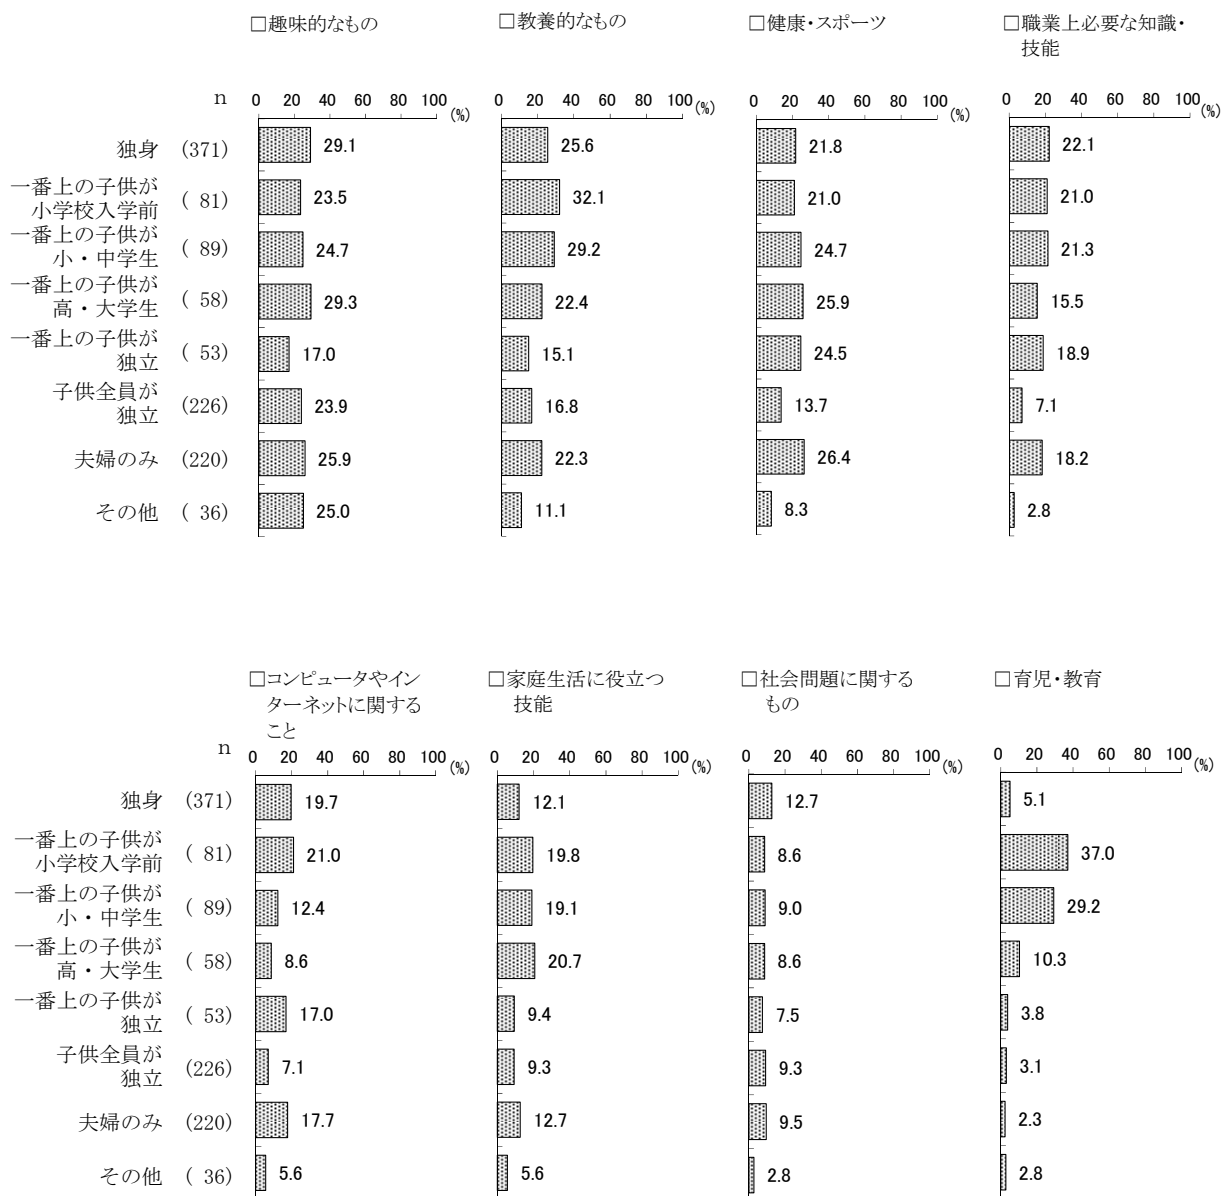 □趣味的なもの □教養的なもの □健康・スポーツ □職業上必要な知識・
技能
n 0 20 40 60 80 100 (%) 0 20 40 60 80 100 (%) 0 20 40 60 80 100 (%) 0 20 40 60 80 100 (%)
独身 (371) 29.1 25.6 21.8 22.1
一番上の子供が
小学校入学前 ( 81) 23.5 32.1 21.0 21.0
一番上の子供が
小・中学生 ( 89) 24.7 29.2 24.7 21.3
一番上の子供が
高・大学生 ( 58) 29.3 22.4 25.9 15.5
一番上の子供が
独立 ( 53) 17.0 15.1 24.5 18.9
子供全員が
独立 (226) 23.9 16.8 13.7 7.1
夫婦のみ (220) 25.9 22.3 26.4 18.2
その他 ( 36) 25.0 11.1 8.3 2.8
□コンピュータやイン □家庭生活に役立つ □社会問題に関する □育児・教育
ターネットに関する 技能 もの
こと
n 0 20 40 60 80 100 (%) 0 20 40 60 80 100 (%) 0 20 40 60 80 100 (%) 0 20 40 60 80 100 (%)
独身 (371) 19.7 12.1 12.7 5.1
一番上の子供が
小学校入学前 ( 81) 21.0 19.8 8.6 37.0
一番上の子供が
小・中学生 ( 89) 12.4 19.1 9.0 29.2
一番上の子供が
高・大学生 ( 58) 8.6 20.7 8.6 10.3
一番上の子供が
独立 ( 53) 17.0 9.4 7.5 3.8
子供全員が
独立 (226) 7.1 9.3 9.3 3.1
夫婦のみ (220) 17.7 12.7 9.5 2.3
その他 ( 36) 5.6 5.6 2.8 2.8